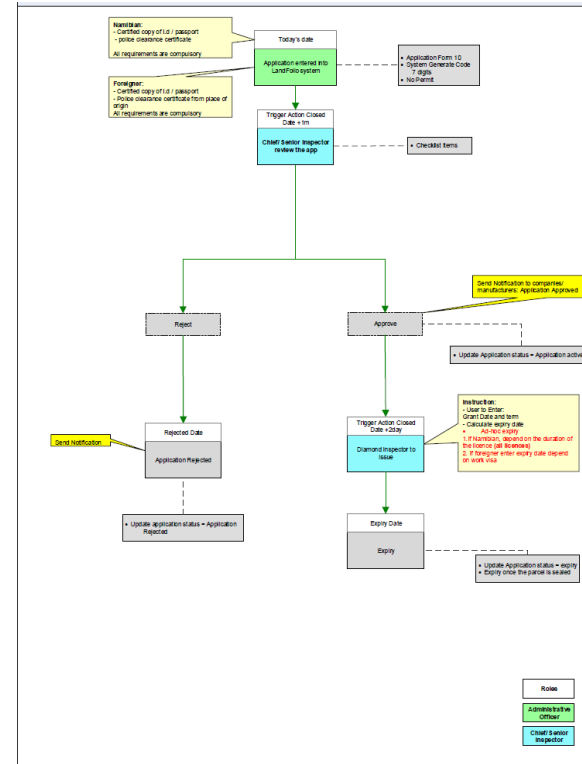 Namibian:
- Certified copy of I.d / passport
- police clearance certificate
All requirements are compulsory
Foreigner:
- Certified copy of I.d / passport
- Police clearance certificate from place of
origin
All requirements are compulsory
Today's date
Application entered into
LandFolio system
• Application Form 10
• System Generate Code
7 digits
• No Permit
Trigger Action Closed
Date + 1m
Chief/ Senior Inspector
review the app
• Checklist Items
Send Notification to companies/
manufacturers: Application Approved
Reject
Approve
• Update Application status = Application active
Send Notification
Rejected Date
Application Rejected
• Update application status = Application
Rejected
Trigger Action Closed
Date +2day
Diamond Inspector to
Issue
Instruction:
- User to Enter:
Grant Date and term
- Calculate expiry date
• Ad-hoc expiry
1. If Namibian, depend on the duration of
the licence (all licences)
2. If foreigner enter expiry date depend
on work visa
Expiry Date
Expiry
• Update Application status = expiry
• Expiry once the parcel is sealed
Roles
Administrative
Officer
Chief/ Senior
Inspector